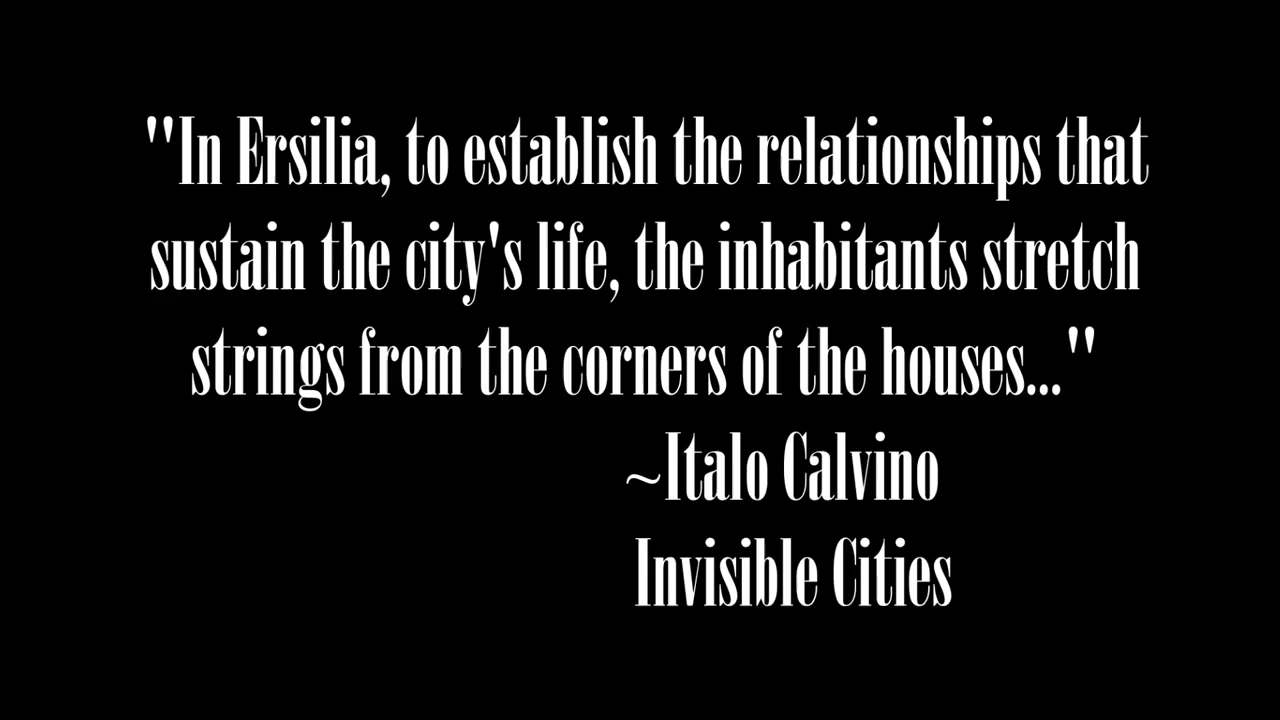 "In Ersilia, to establish the relationships that
sustain the city's life, the inhabitants stretch
strings from the corners of the houses..."
~Italo Calvino
Invisible Cities